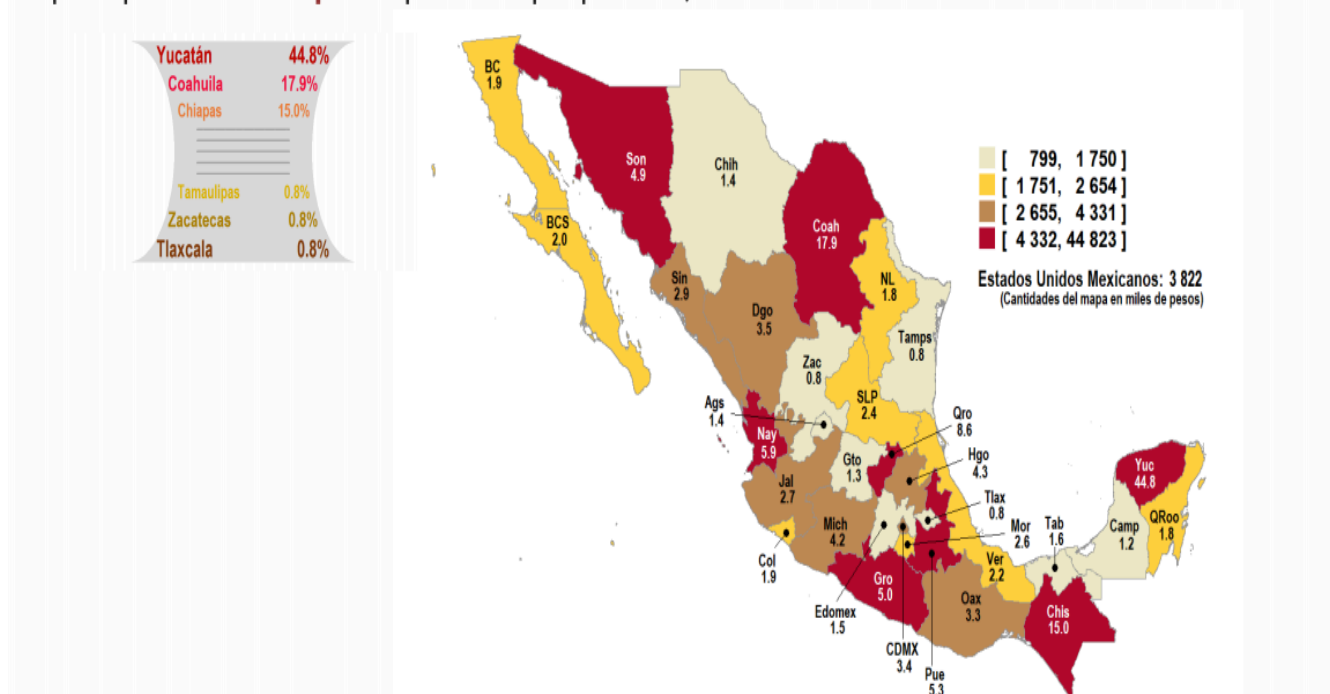 Yucatán 44.8%
Coahuila 17.9%
Chiapas 15.0%
Tamaulipas 0.8%
Zacatecas 0.8%
Tlaxcala 0.8%
BC
1.9
Son
4.9
Chih
1.4
Coah
17.9
BCS
2.0
Sin
2.9
Dgo
3.5
NL
1.8
Tamps
0.8
Zac
0.8
SLP
2.4
Ags
1.4
Nay
5.9
Gto
1.3
Qro
8.6
Hgo
4.3
Jal
2.7
Mich
4.2
Tlax
0.8
Mor
2.6
Tab
1.6
Col
1.9
Gro
5.0
Ver
2.2
Edomex
1.5
Oax
3.3
CDMX
3.4
Pue
5.3
Chis
15.0
Camp
1.2
Yuc
44.8
QRoo
1.8
[ 799, 1 750 ]
[ 1 751, 2 654 ]
[ 2 655, 4 331 ]
[ 4 332, 44 823 ]
Estados Unidos Mexicanos: 3 822
(Cantidades del mapa en miles de pesos)